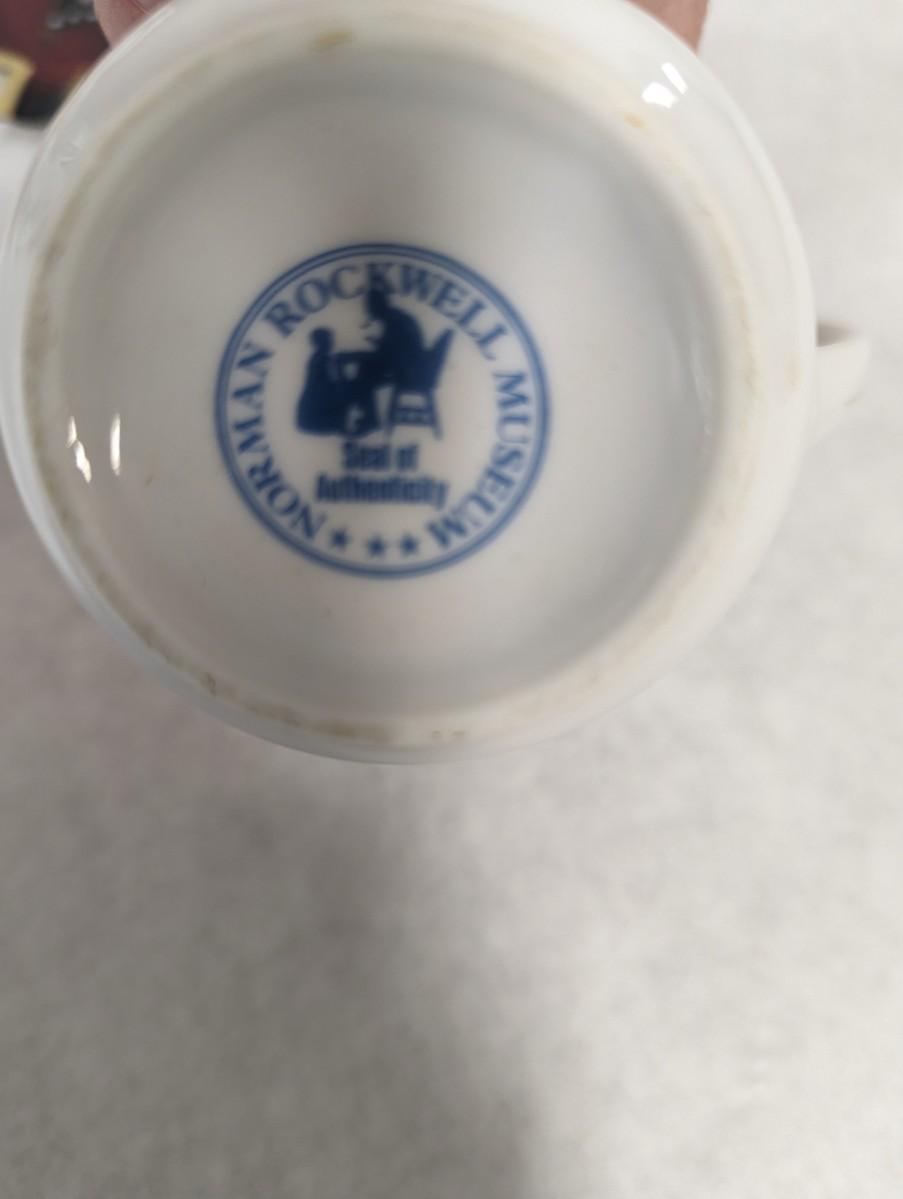 NORMAN ROCKWELL MUSEUM
Seal of
Authenticity